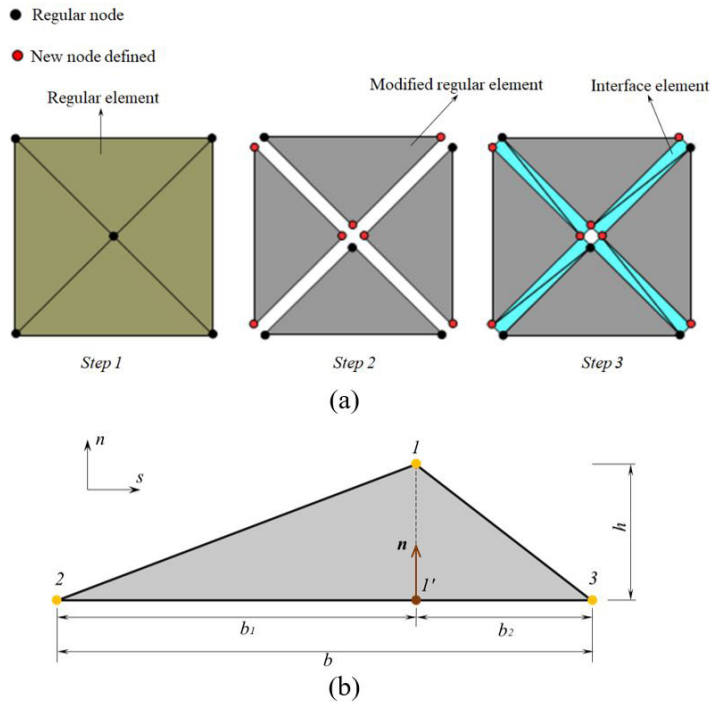 Regular node
New node defined
Regular element
Modified regular element
Interface element
Step 1
Step 2
Step 3
(a)
n
s
1
h
n
2
1'
3
b1
b2
b
(b)